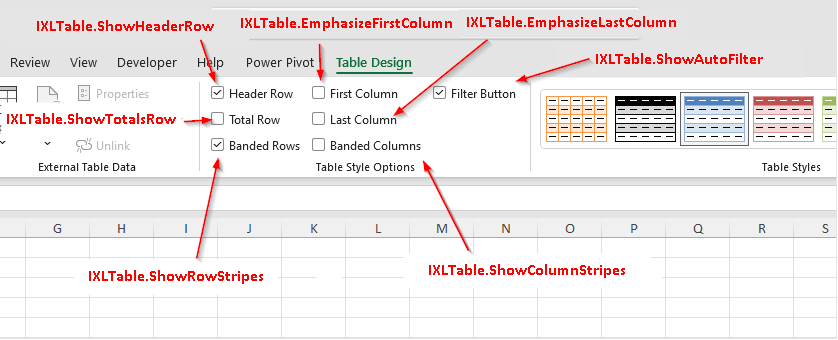 IXLTable.ShowHeaderRow
IXLTable.EmphasizeFirstColumn
IXLTable.EmphasizeLastColumn
Review View Developer Help Power Pivot Table Design
IXLTable.ShowAutoFilter
Properties
Header Row
First Column
Filter Button
IXLTable.ShowTotalsRow
Total Row
Last Column
Unlink
Banded Rows
Banded Columns
External Table Data
Table Style Options
Table Styles
G H I J K L M N O P Q R S
IXLTable.ShowRowStripes
IXLTable.ShowColumnStripes